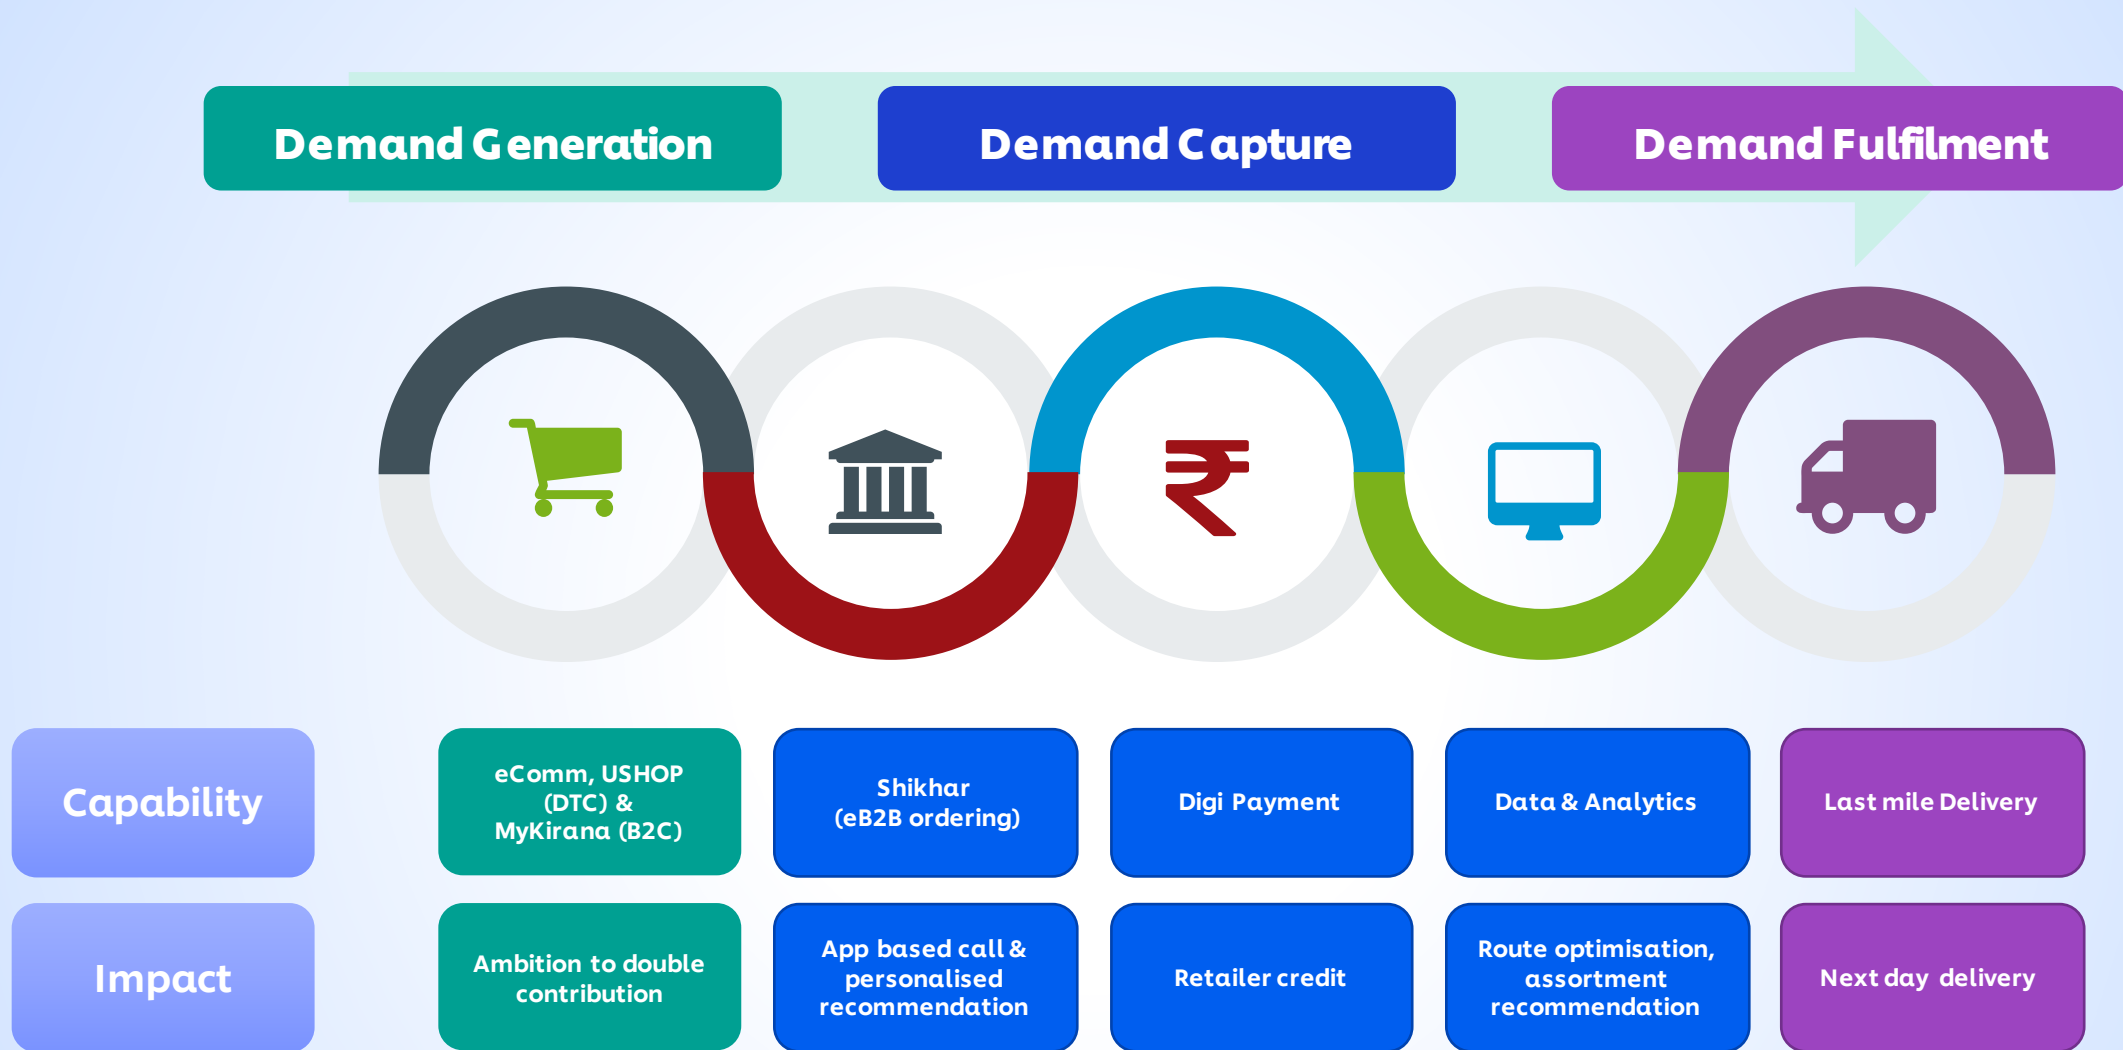 Demand Generation
Demand Capture
Demand Fulfilment
Capability
eComm, USHOP
(DTC) &
MyKirana (B2C)
Shikhar
(eB2B ordering)
Digi Payment
Data & Analytics
Last mile Delivery
Impact
Ambition to double
contribution
App based call &
personalised
recommendation
Retailer credit
Route optimisation,
assortment
recommendation
Next day delivery